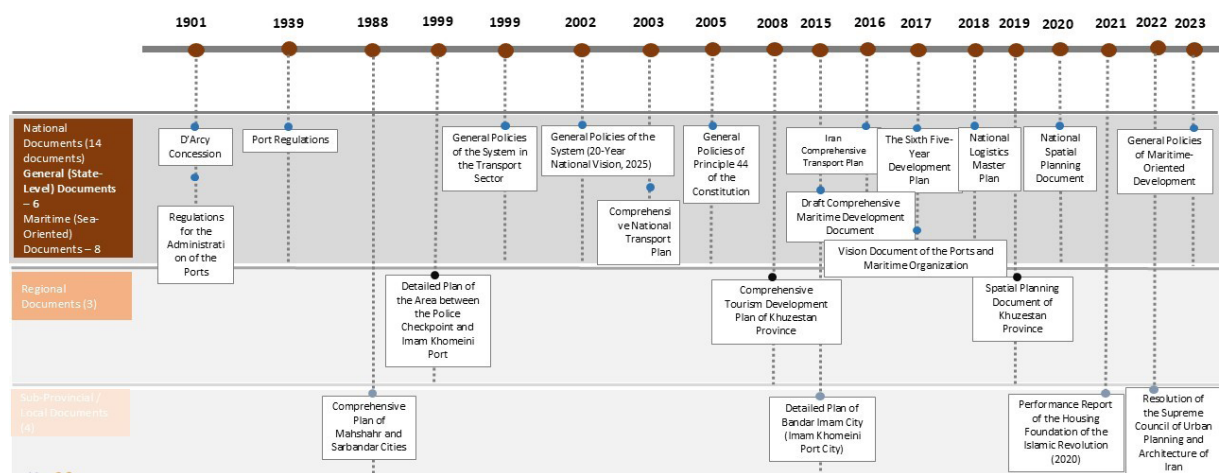 1901 1939 1988 1999 1999 2002 2003 2005 2008 2015 2016 2017 2018 2019 2020 2021 2022 2023
National
Documents (14
documents)
General (State-
Level) Documents
– 6
Maritime (Sea-
Oriented)
Documents – 8
D'Arcy
Concession
Regulations
for the
Administrati
on of the
Ports
Port Regulations
General Policies
of the System in
the Transport
Sector
General Policies of the
System (20-Year
National Vision, 2025)
Comprehensi
ve National
Transport
Plan
General
Policies of
Principle 44
of the
Constitution
Iran
Comprehensive
Transport Plan
Draft Comprehensive
Maritime Development
Document
The Sixth Five-
Year
Development
Plan
Vision Document of the Ports and
Maritime Organization
National
Logistics
Master
Plan
National
Spatial
Planning
Document
General Policies
of Maritime-
Oriented
Development
Regional
Documents (3)
Detailed Plan of
the Area between
the Police
Checkpoint and
Imam Khomeini
Port
Comprehensive
Tourism Development
Plan of Khuzestan
Province
Spatial Planning
Document of
Khuzestan
Province
Sub-Provincial /
Local Documents
(4)
Comprehensive
Plan of
Mahshahr and
Sarbandar Cities
Detailed Plan of
Bandar Imam City
(Imam Khomeini
Port City)
Performance Report
of the Housing
Foundation of the
Islamic Revolution
(2020)
Resolution of
the Supreme
Council of Urban
Planning and
Architecture of
Iran